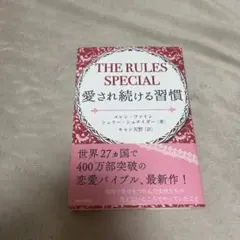 THE RULES
SPECIAL
愛され続ける習慣
エレン・ファイン
シェリー・シュナイダー〔著〕
キャシ天野〔訳〕
世界27ヵ国で
400万部突破の
恋愛バイブル、最新作!